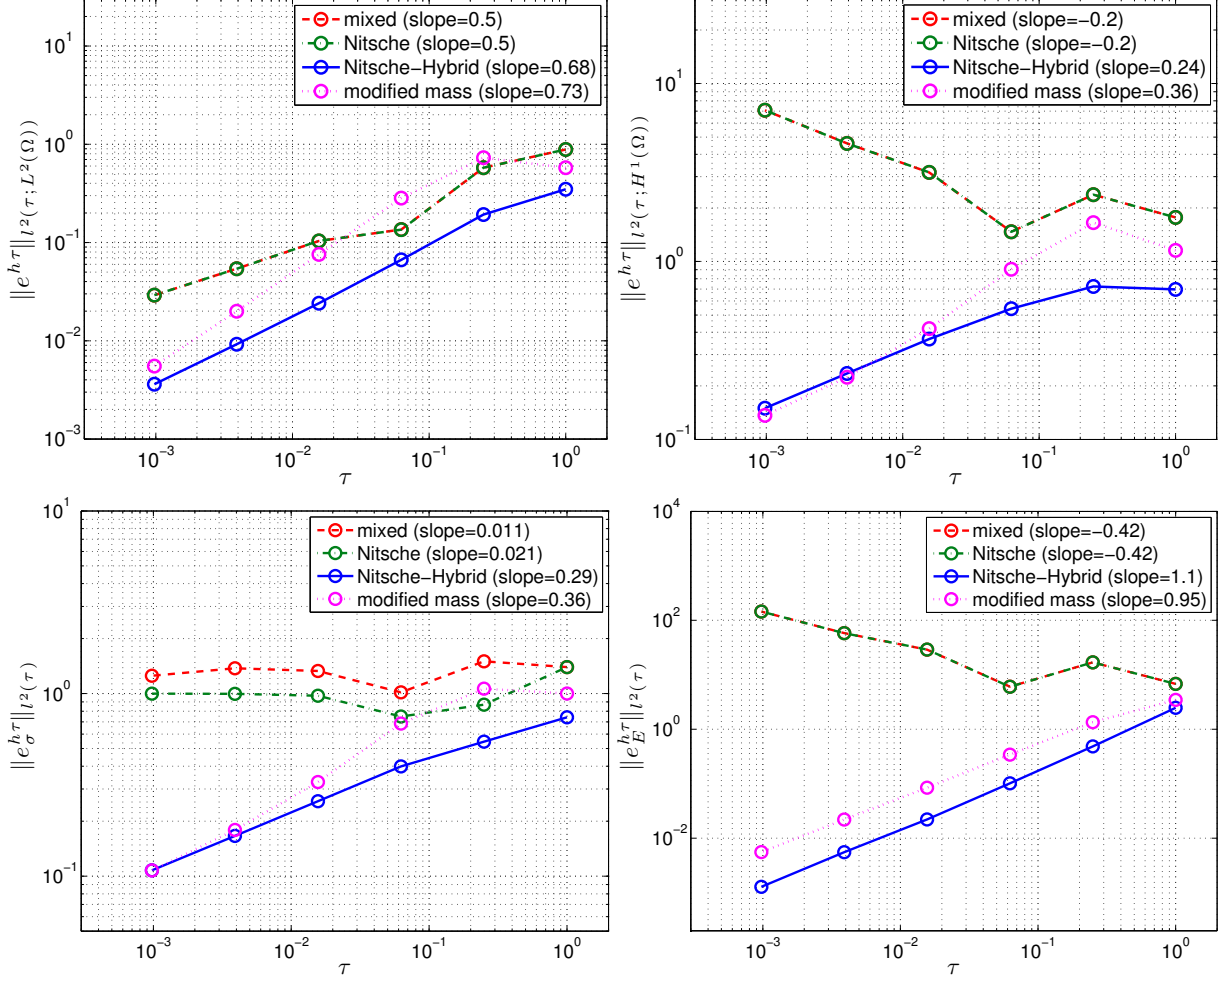 mixed (slope=0.5)
Nitsche (slope=0.5)
Nitsche−Hybrid (slope=0.68)
modified mass (slope=0.73)
10^1
10^0
10^−1
10^−2
10^−3
10^−3 10^−2 10^−1 10^0
τ
‖e^{hτ}‖_{l^2(τ;L^2(Ω))}
mixed (slope=−0.2)
Nitsche (slope=−0.2)
Nitsche−Hybrid (slope=0.24)
modified mass (slope=0.36)
10^1
10^0
10^−1
10^−3 10^−2 10^−1 10^0
τ
‖e^{hτ}‖_{l^2(τ;H^1(Ω))}
mixed (slope=0.011)
Nitsche (slope=0.021)
Nitsche−Hybrid (slope=0.29)
modified mass (slope=0.36)
10^1
10^0
10^−1
10^−3 10^−2 10^−1 10^0
τ
‖e_σ^{hτ}‖_{l^2(τ)}
mixed (slope=−0.42)
Nitsche (slope=−0.42)
Nitsche−Hybrid (slope=1.1)
modified mass (slope=0.95)
10^4
10^2
10^0
10^−2
10^−3 10^−2 10^−1 10^0
τ
‖e_E^{hτ}‖_{l^2(τ)}